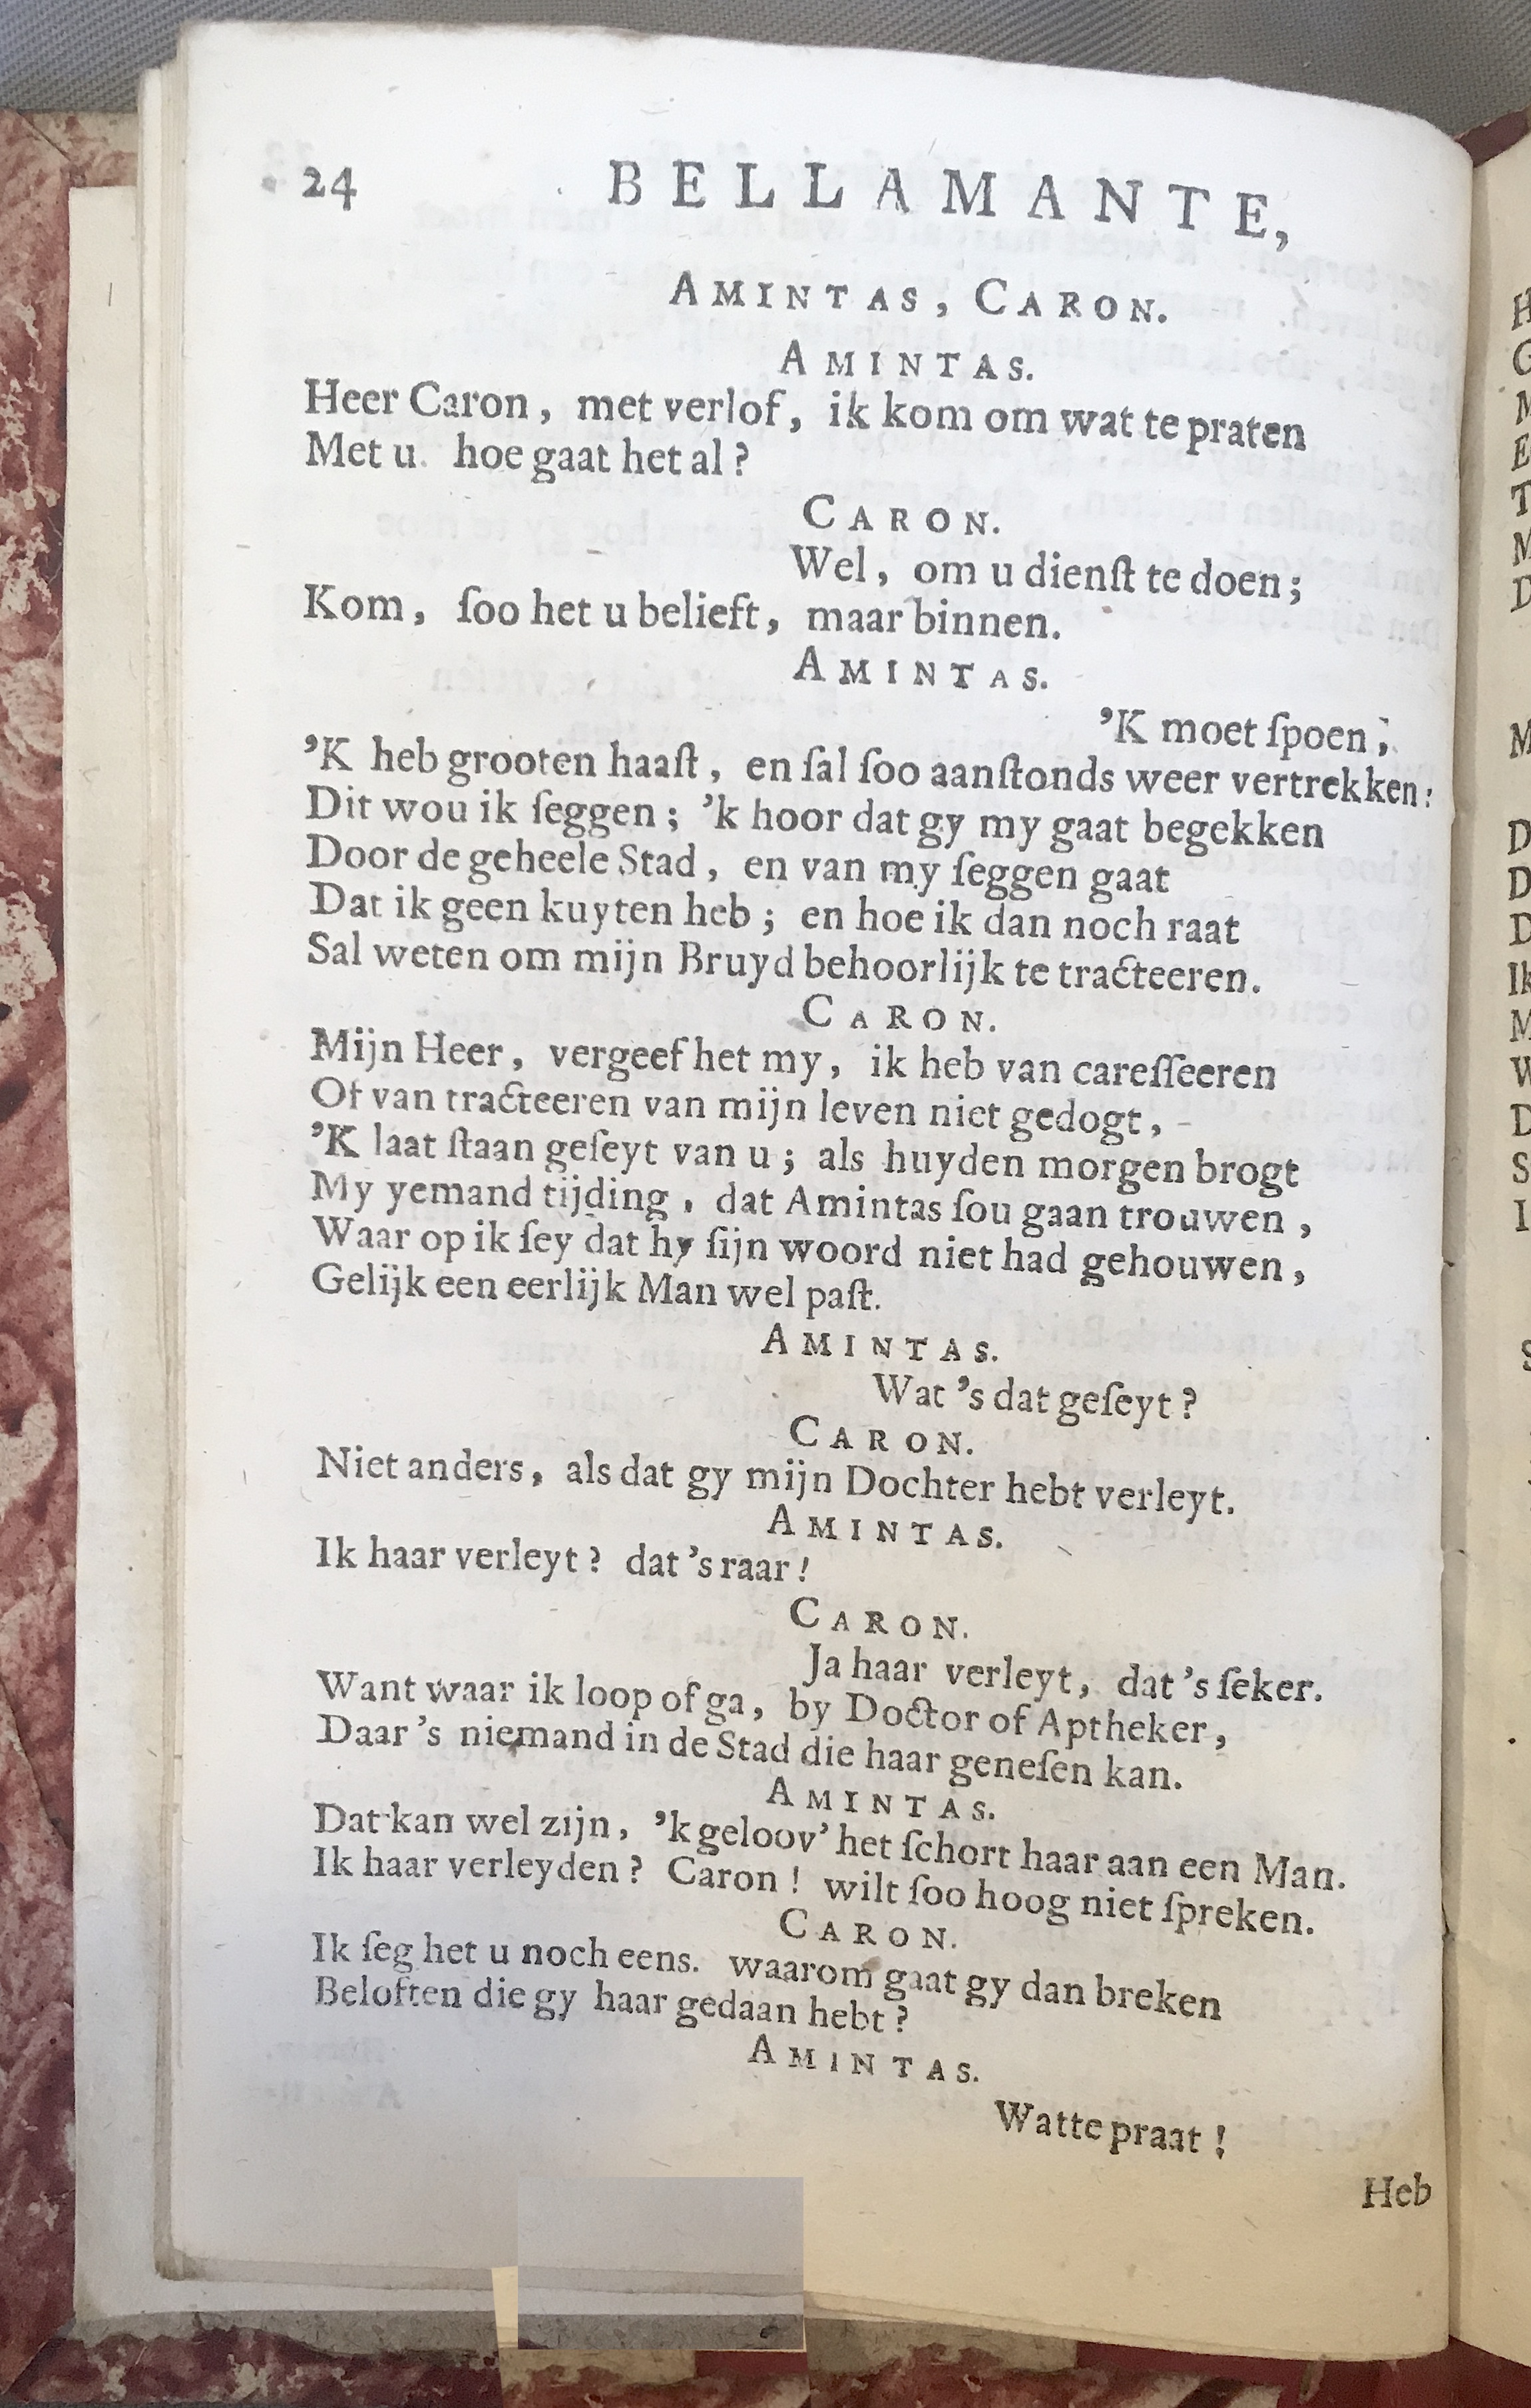 24 BELLAMANTE,
AMINTAS, CARON.
AMINTAS.
Heer Caron, met verlof, ik kom om wat te praten
Met u. hoe gaat het al?
CARON.
Wel, om u dienſt te doen;
Kom, ſoo het u belieft, maar binnen.
AMINTAS.
'K moet ſpoen;
'K heb grooten haaſt, en ſal ſoo aanſtonds weer vertrekken:
Dit wou ik ſeggen; 'k hoor dat gy my gaat begekken
Door de geheele Stad, en van my ſeggen gaat
Dat ik geen kuyten heb; en hoe ik dan noch raat
Sal weten om mijn Bruyd behoorlijk te tracteeren.
CARON.
Mijn Heer, vergeef het my, ik heb van careſſeeren
Of van tracteeren van mijn leven niet gedogt,
'K laat ſtaan geſeyt van u; als huyden morgen brogt
My yemand tijding, dat Amintas ſou gaan trouwen,
Waar op ik ſey dat hy ſijn woord niet had gehouwen,
Gelijk een eerlijk Man wel paſt.
AMINTAS.
Wat 's dat geſeyt?
CARON.
Niet anders, als dat gy mijn Dochter hebt verleyt.
AMINTAS.
Ik haar verleyt? dat 's raar!
CARON.
Ja haar verleyt, dat 's ſeker.
Want waar ik loop of ga, by Doctor of Aptheker,
Daar 's niemand in de Stad die haar geneſen kan.
AMINTAS.
Dat kan wel zijn, 'k geloov' het ſchort haar aan een Man.
Ik haar verleyden? Caron! wilt ſoo hoog niet ſpreken.
CARON.
Ik ſeg het u noch eens. waarom gaat gy dan breken
Beloften die gy haar gedaan hebt?
AMINTAS.
Watte praat!
Heb